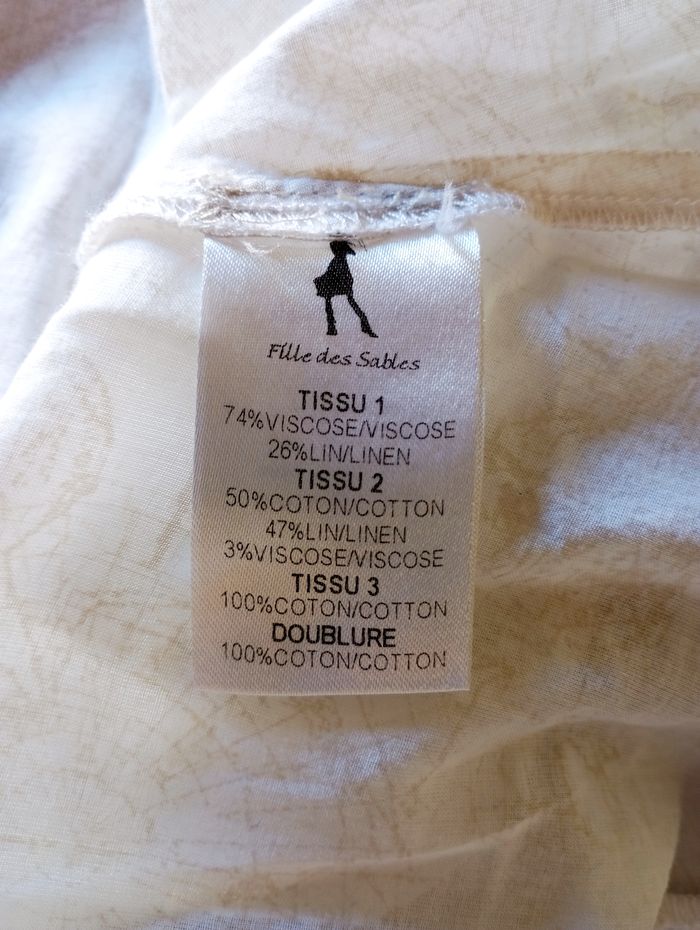 Fille des Sables
TISSU 1
74%VISCOSE/VISCOSE
26%LIN/LINEN
TISSU 2
50%COTON/COTTON
47%LIN/LINEN
3%VISCOSE/VISCOSE
TISSU 3
100%COTON/COTTON
DOUBLURE
100%COTON/COTTON